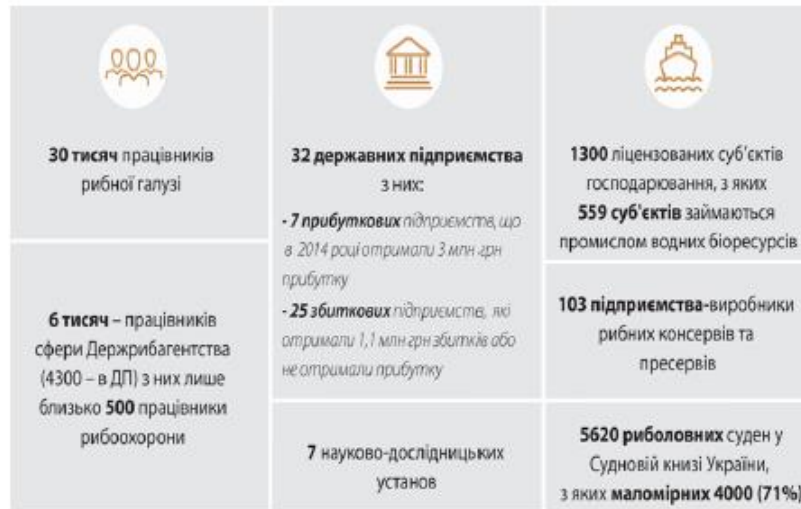 30 тисяч працівників
рибної галузі
6 тисяч – працівників
сфери Держрибагентства
(4300 – в ДП) з них лише
близько 500 працівники
рибоохорони
32 державних підприємства
з них:
- 7 прибуткових підприємств, що
в 2014 році отримали 3 млн грн
прибутку
- 25 збиткових підприємств, які
отримали 1,1 млн грн збитків або
не отримали прибутку
7 науково-дослідницьких
установ
1300 ліцензованих суб'єктів
господарювання, з яких
559 суб'єктів займаються
промислом водних біоресурсів
103 підприємства-виробники
рибних консервів та
пресервів
5620 риболовних суден у
Судновій книзі України,
з яких маломірних 4000 (71%)